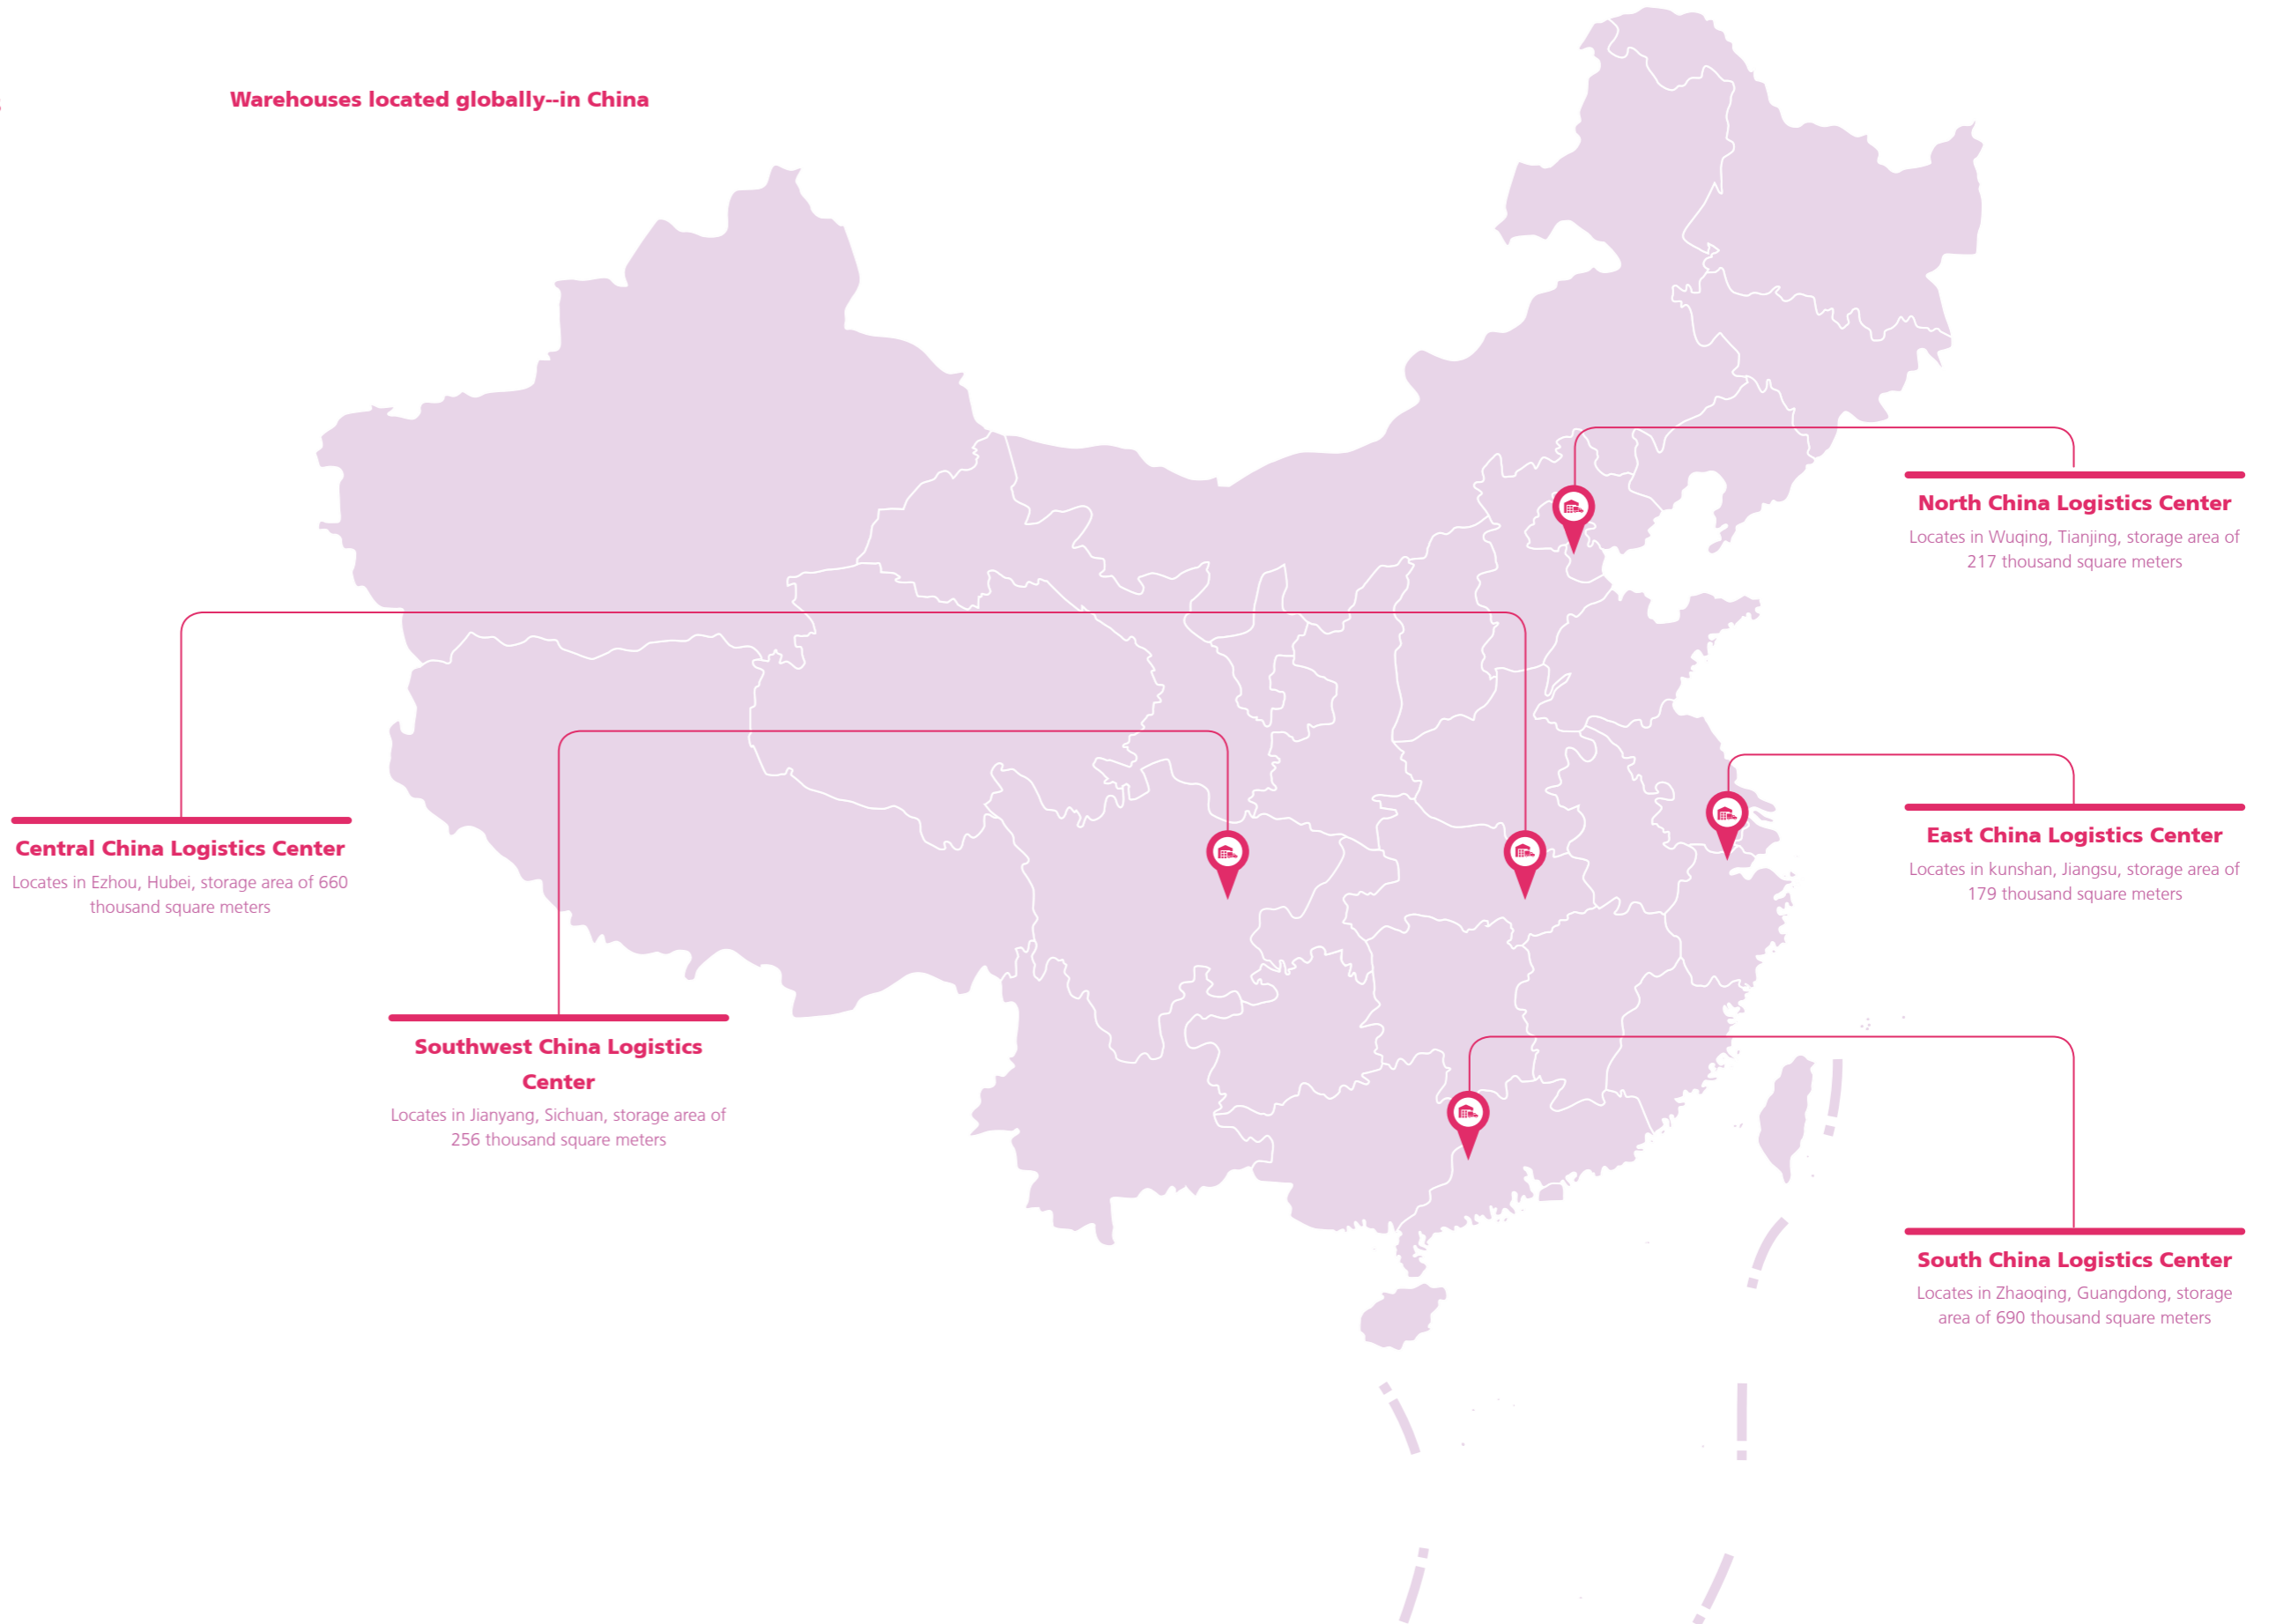 Warehouses located globally--in China
North China Logistics Center
Locates in Wuqing, Tianjing, storage area of
217 thousand square meters
Central China Logistics Center
Locates in Ezhou, Hubei, storage area of 660
thousand square meters
East China Logistics Center
Locates in kunshan, Jiangsu, storage area of
179 thousand square meters
Southwest China Logistics
Center
Locates in Jianyang, Sichuan, storage area of
256 thousand square meters
South China Logistics Center
Locates in Zhaoqing, Guangdong, storage
area of 690 thousand square meters